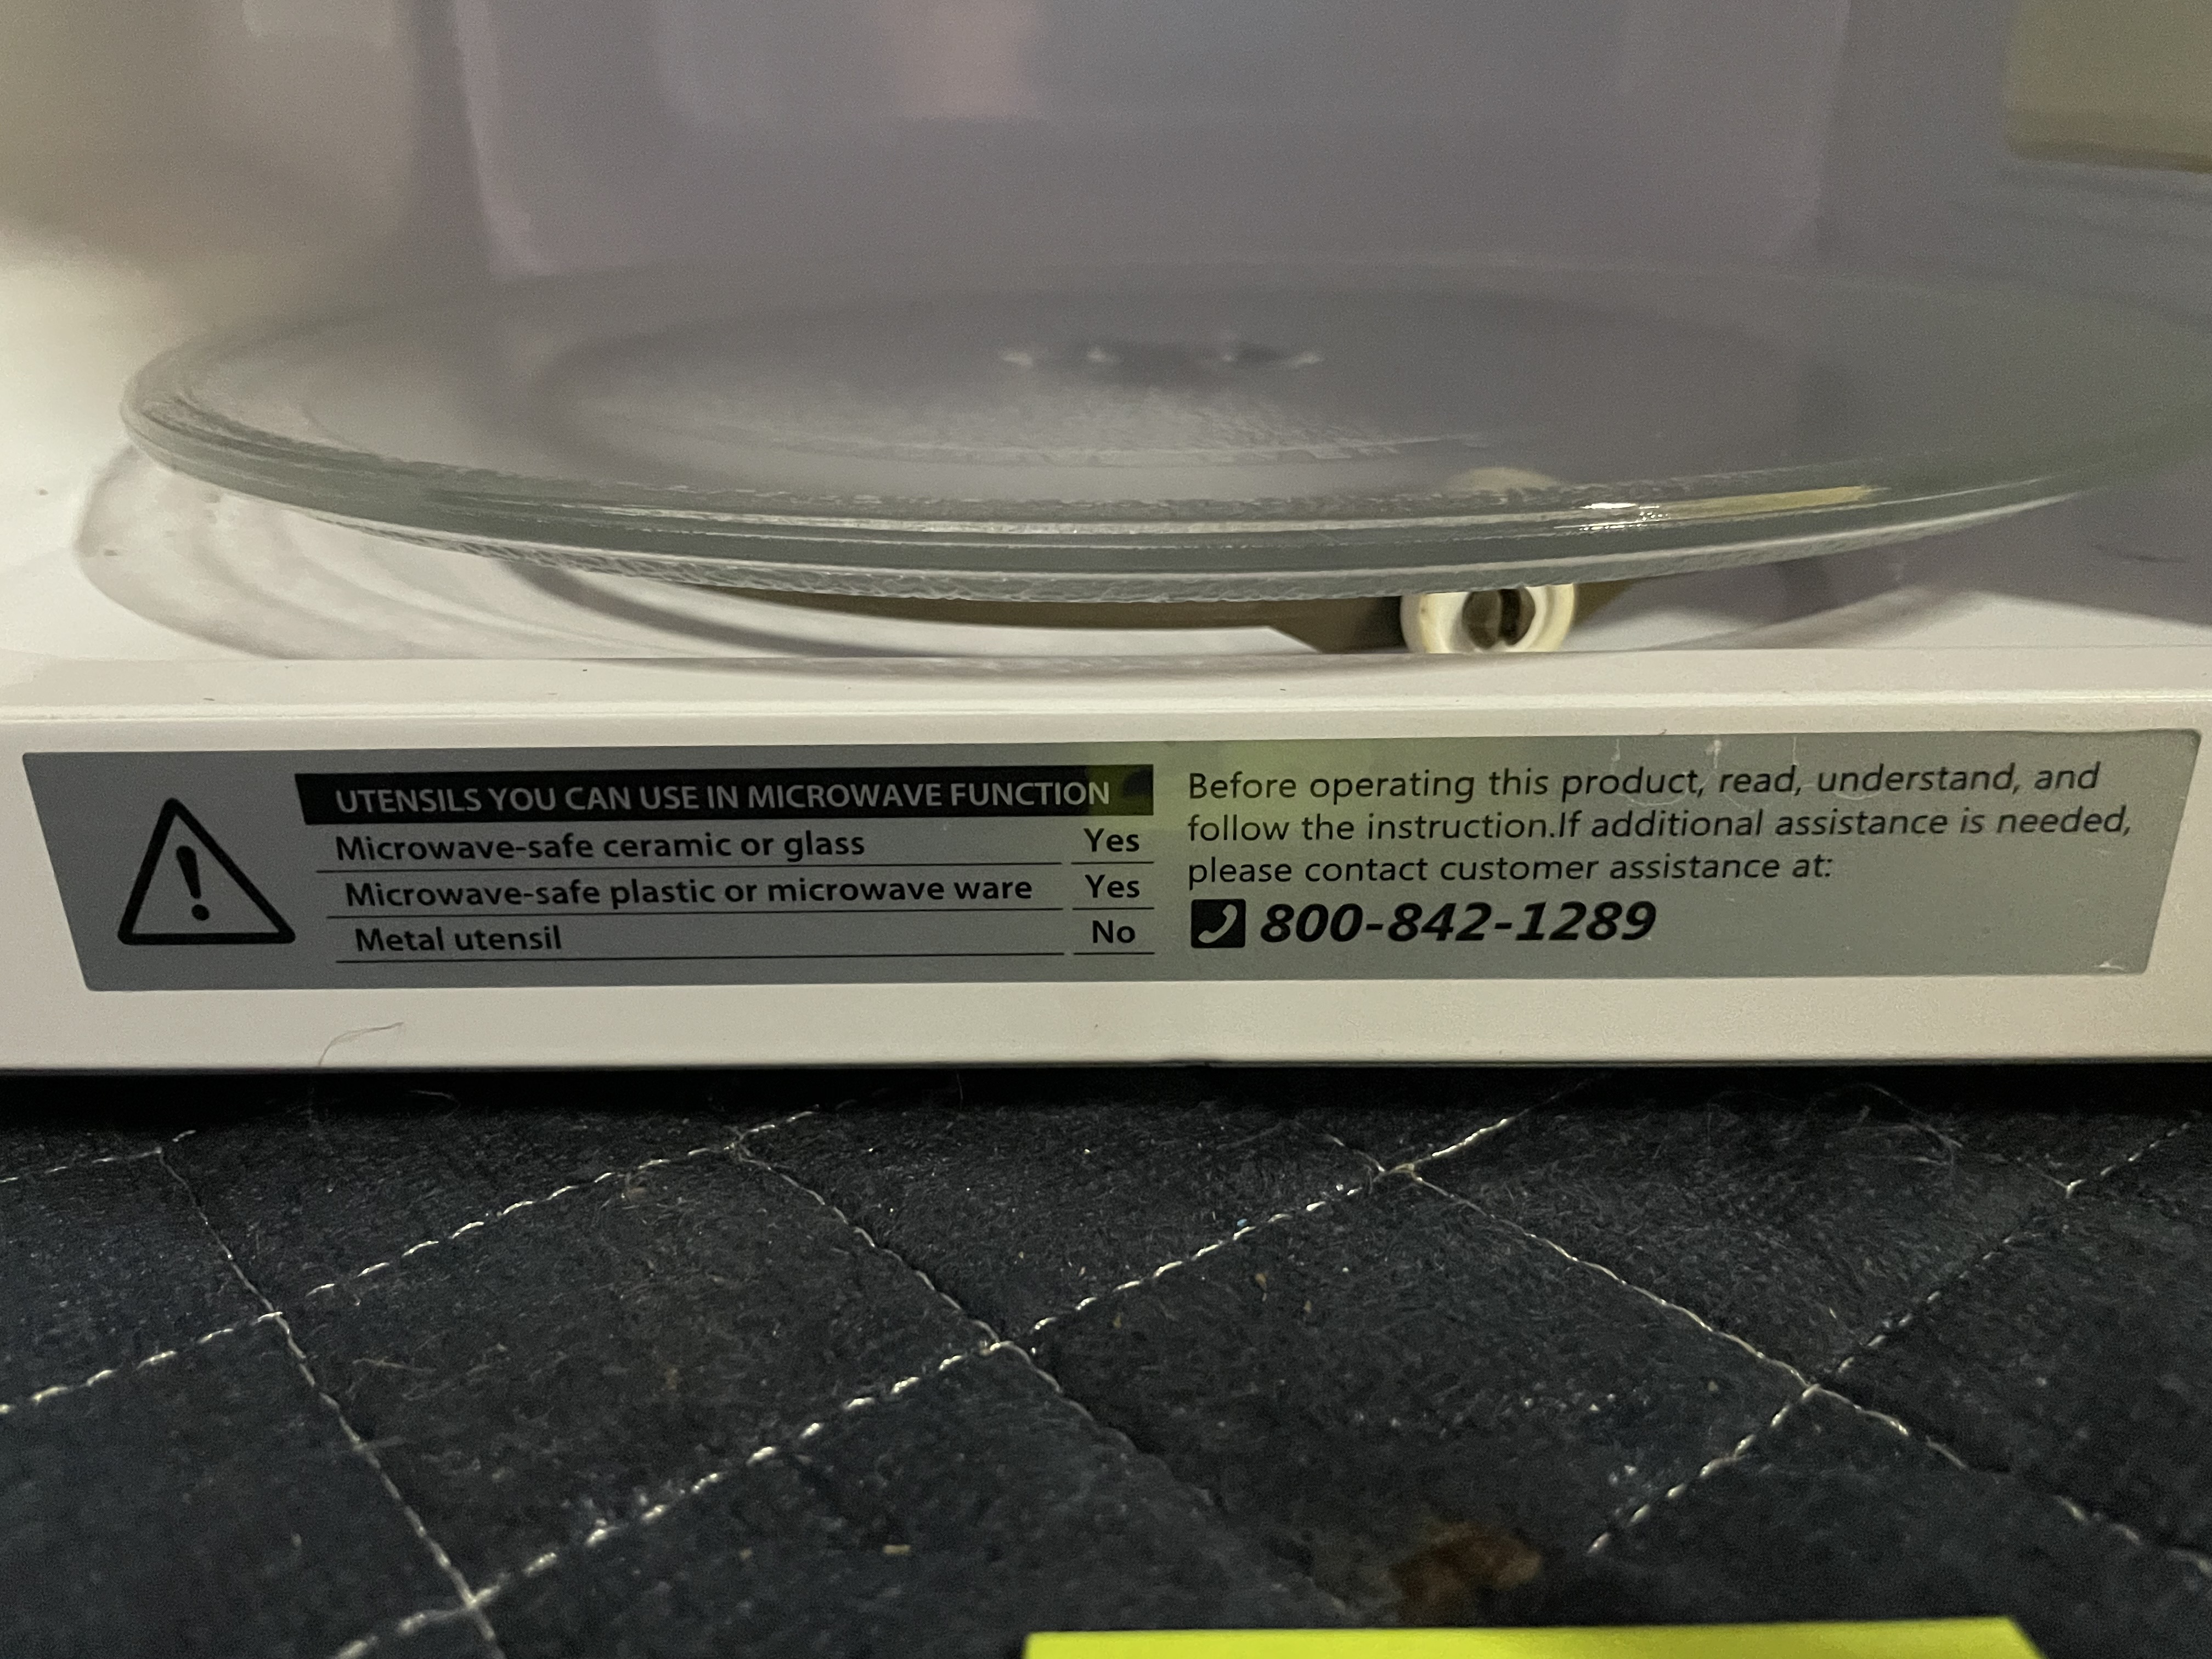 UTENSILS YOU CAN USE IN MICROWAVE FUNCTION
Microwave-safe ceramic or glass Yes
Microwave-safe plastic or microwave ware Yes
Metal utensil No
Before operating this product, read, understand, and
follow the instruction.If additional assistance is needed,
please contact customer assistance at:
800-842-1289